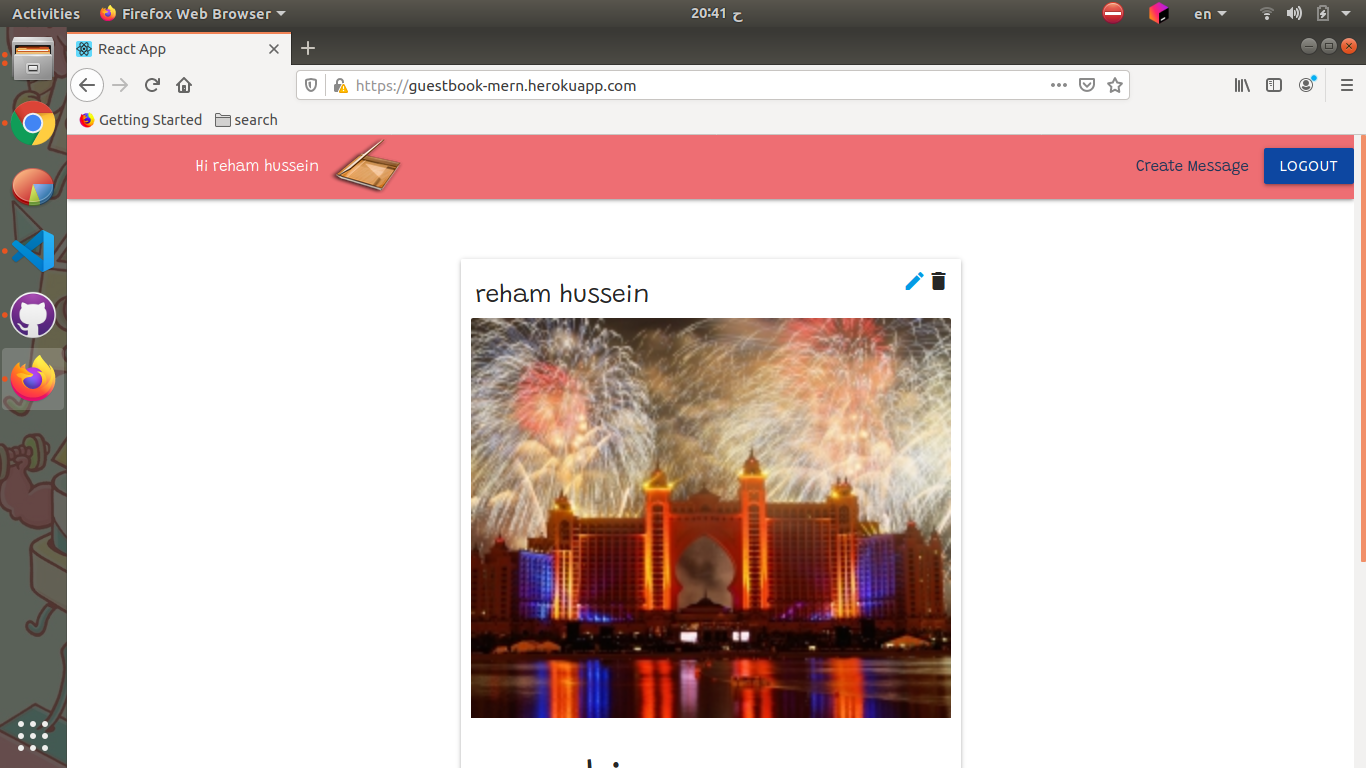 Activities Firefox Web Browser 20:41 ح en
React App
https://guestbook-mern.herokuapp.com
Getting Started search
Hi reham hussein Create Message LOGOUT
reham hussein